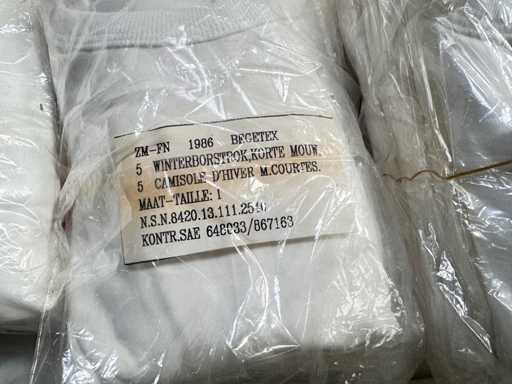 ZM-FN 1986 BEGETEX
5 WINTERBORSTROK,KORTE MOUW.
5 CAMISOLE D'HIVER M.COURTES.
MAAT-TAILLE: 1
N.S.N.8420.13.111.2540
KONTR.SAE 648033/867163